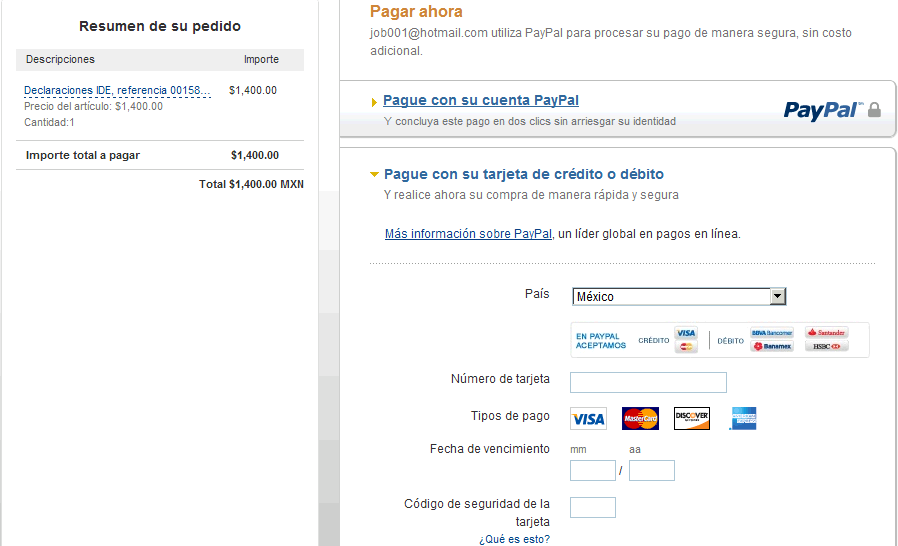 Resumen de su pedido
Descripciones Importe
Declaraciones IDE, referencia 00158... $1,400.00
Precio del artículo: $1,400.00
Cantidad:1
Importe total a pagar $1,400.00
Total $1,400.00 MXN
Pagar ahora
job001@hotmail.com utiliza PayPal para procesar su pago de manera segura, sin costo
adicional.
Pague con su cuenta PayPal
Y concluya este pago en dos clics sin arriesgar su identidad
PayPal
Pague con su tarjeta de crédito o débito
Y realice ahora su compra de manera rápida y segura
Más información sobre PayPal, un líder global en pagos en línea.
País México
EN PAYPAL
ACEPTAMOS
CRÉDITO VISA DÉBITO BBVA Bancomer Santander
Banamex HSBC
Número de tarjeta
Tipos de pago VISA MasterCard DISCOVER
Fecha de vencimiento mm aa
/
Código de seguridad de la
tarjeta
¿Qué es esto?